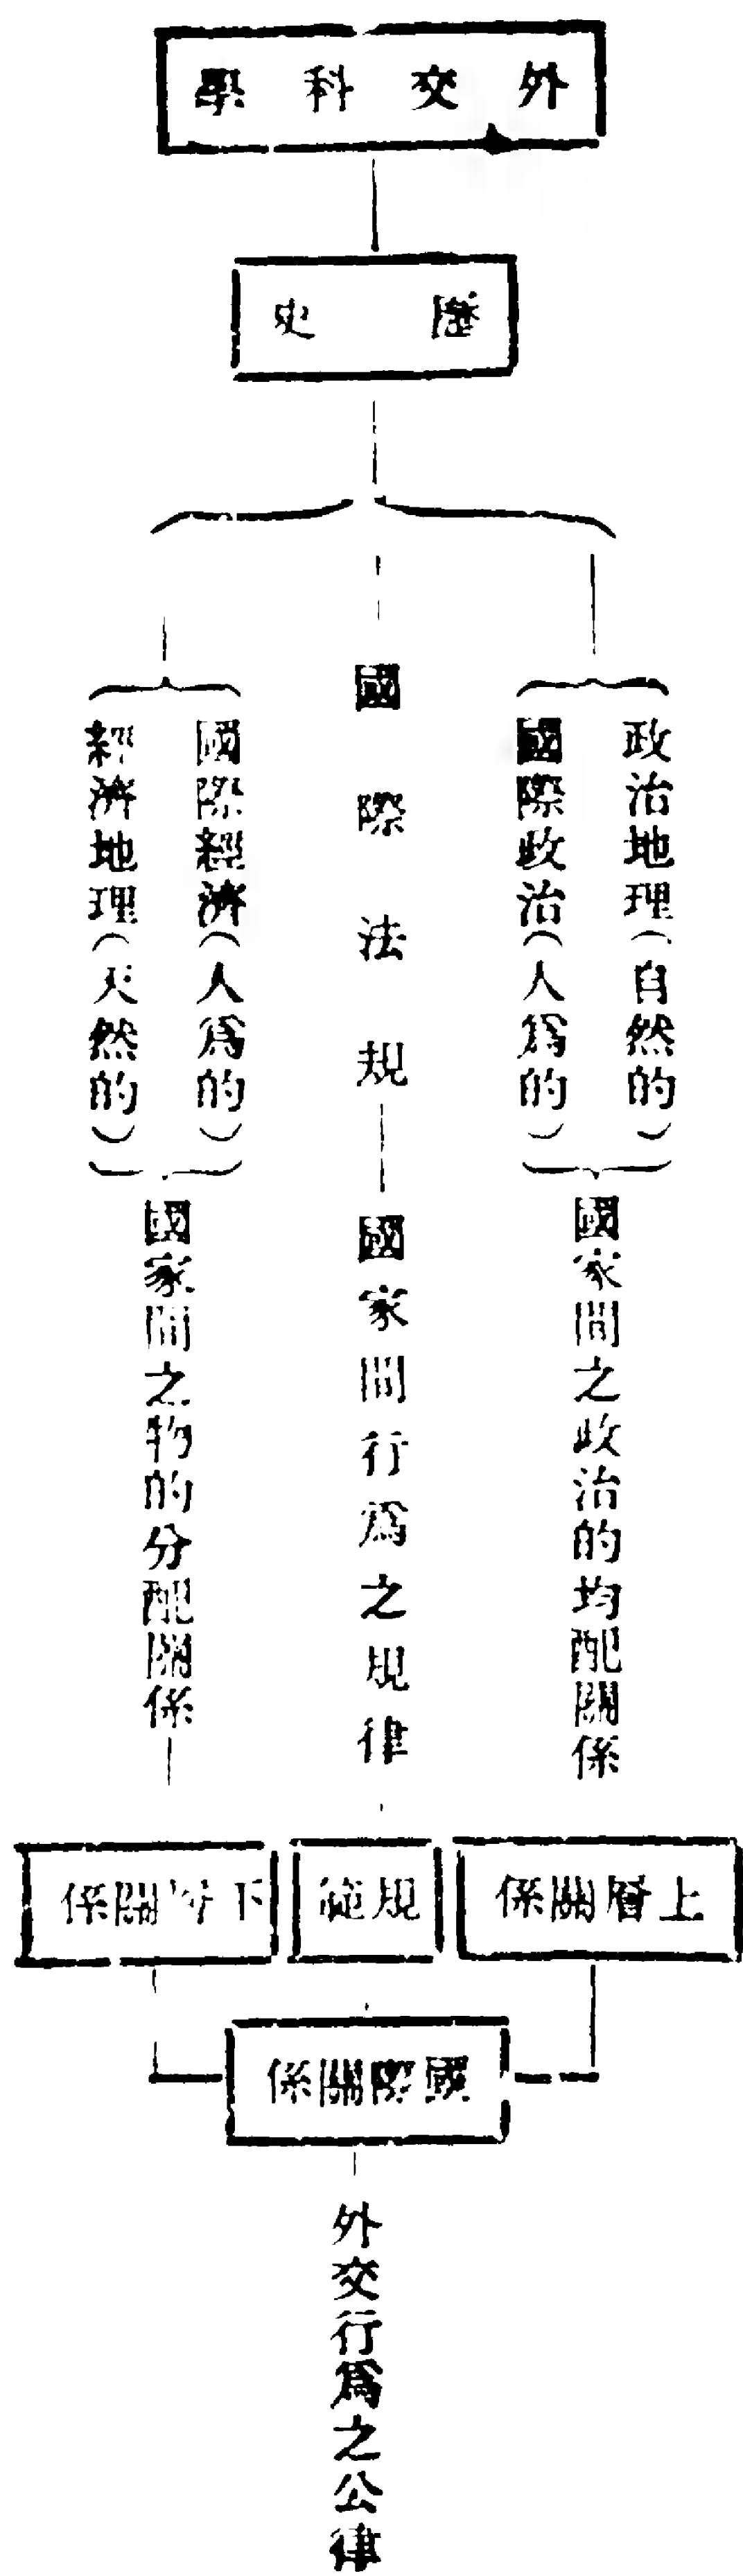 外交科學
歷史
政治地理(自然的)
國際政治(人爲的)
國家間之政治的均配關係
國際法規
國家間行爲之規律
國際經濟(人爲的)
經濟地理(天然的)
國家間之物的分配關係
上層關係
規範
下層關係
國際關係
外交行爲之公律